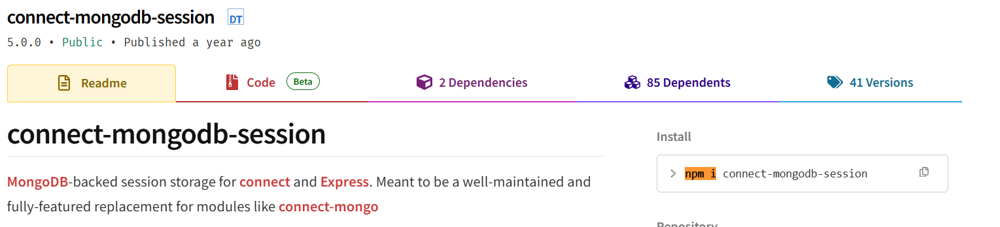 connect-mongodb-session DT
5.0.0 • Public • Published a year ago
Readme
Code Beta
2 Dependencies
85 Dependents
41 Versions
connect-mongodb-session
MongoDB-backed session storage for connect and Express. Meant to be a well-maintained and
fully-featured replacement for modules like connect-mongo
Install
> npm i connect-mongodb-session
Repository